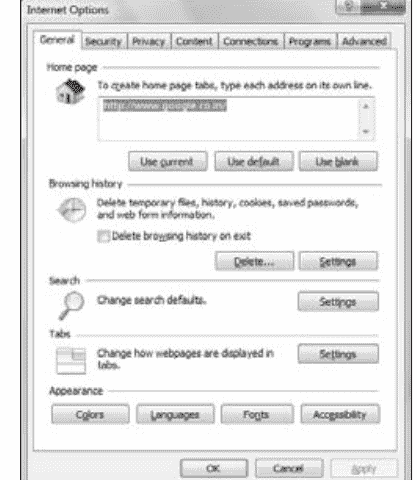 Internet Options
General Security Privacy Content Connections Programs Advanced
Home page
To create home page tabs, type each address on its own line.
http://www.google.co.in/
Use current Use default Use blank
Browsing history
Delete temporary files, history, cookies, saved passwords,
and web form information.
Delete browsing history on exit
Delete... Settings
Search
Change search defaults. Settings
Tabs
Change how webpages are displayed in
tabs.
Settings
Appearance
Colors Languages Fonts Accessibility
OK Cancel Apply